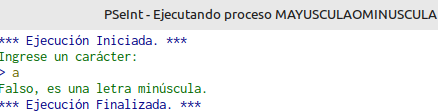 PSeInt - Ejecutando proceso MAYUSCULAOMINUSCULA
*** Ejecución Iniciada. ***
Ingrese un carácter:
> a
Falso, es una letra minúscula.
*** Ejecución Finalizada. ***